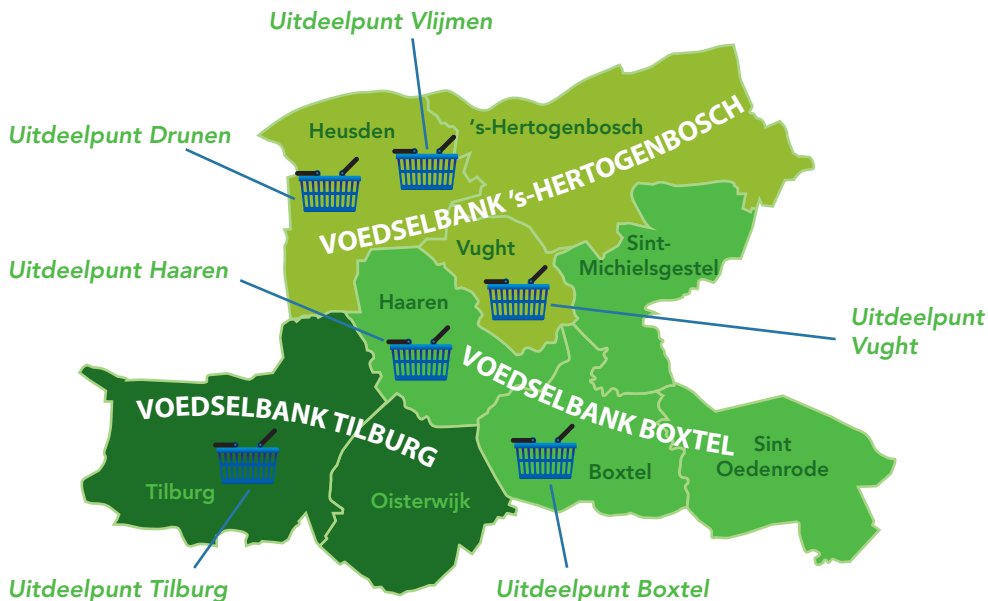 Uitdeelpunt Vlijmen
Uitdeelpunt Drunen
Heusden
's-Hertogenbosch
VOEDSELBANK 's-HERTOGENBOSCH
Vught
Sint-
Michielsgestel
Uitdeelpunt Haaren
Haaren
Uitdeelpunt
Vught
VOEDSELBANK BOXTEL
VOEDSELBANK TILBURG
Sint
Oedenrode
Boxtel
Tilburg
Oisterwijk
Uitdeelpunt Tilburg
Uitdeelpunt Boxtel